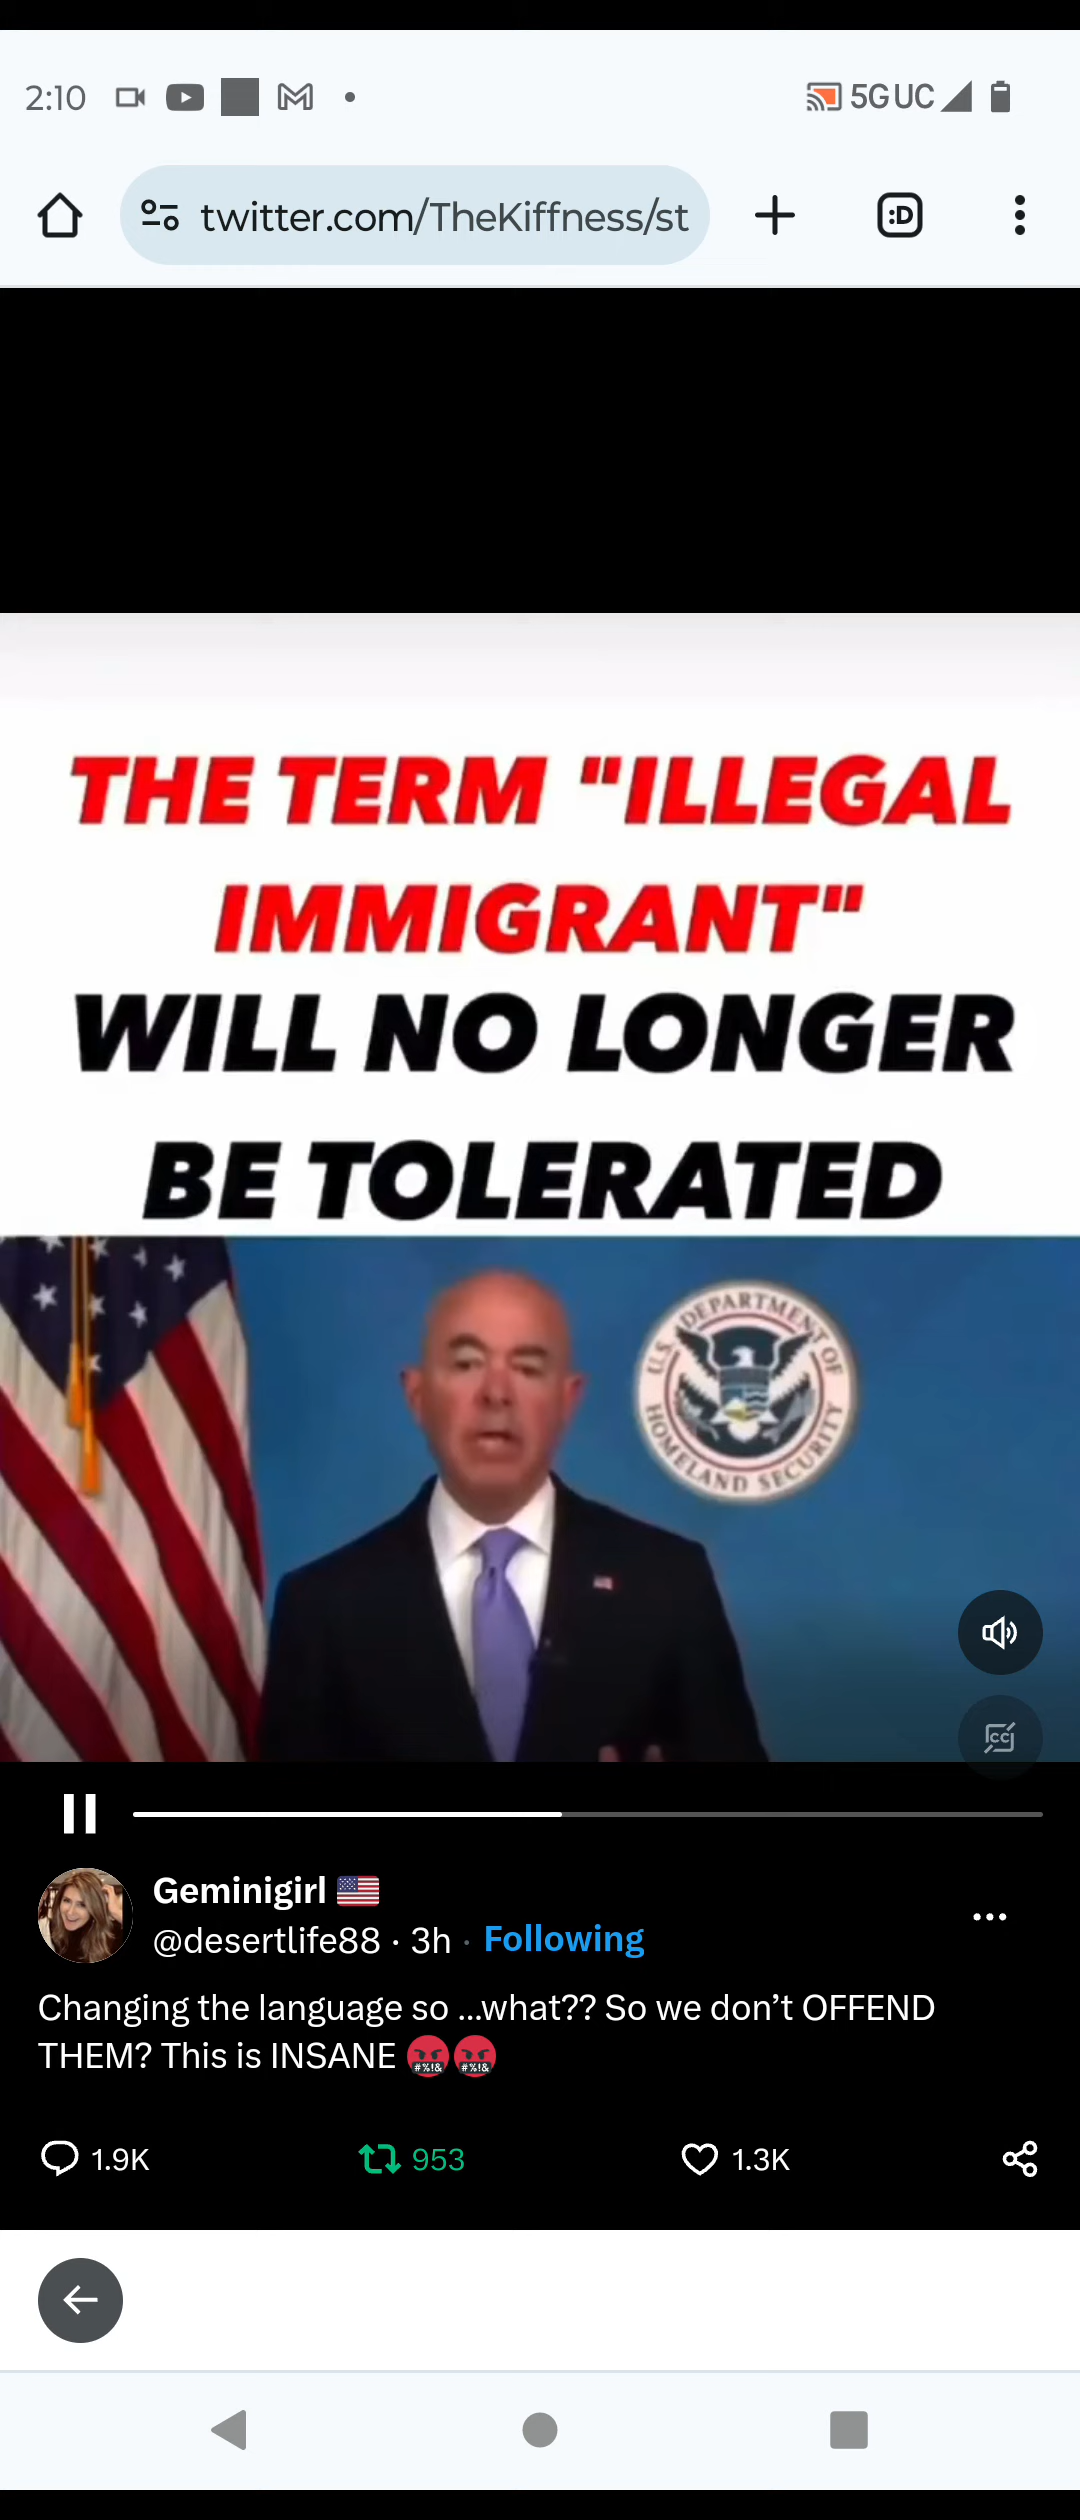 2:10
5G UC
twitter.com/TheKiffness/st
:D
THE TERM "ILLEGAL
IMMIGRANT"
WILL NO LONGER
BE TOLERATED
U.S. DEPARTMENT OF
HOMELAND SECURITY
CC
Geminigirl 🇺🇸
@desertlife88 · 3h · Following
Changing the language so ...what?? So we don’t OFFEND
THEM? This is INSANE 🤬🤬
1.9K
953
1.3K